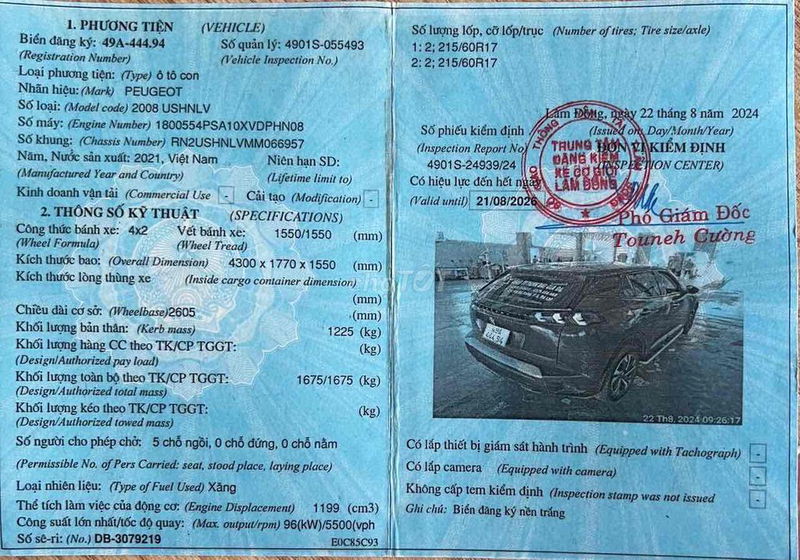 1. PHƯƠNG TIỆN (VEHICLE)
Biển đăng ký: 49A-444.94 Số quản lý: 4901S-055493
(Registration Number) (Vehicle Inspection No.)
Loại phương tiện: (Type) ô tô con
Nhãn hiệu: (Mark) PEUGEOT
Số loại: (Model code) 2008 USHNLV
Số máy: (Engine Number) 1800554PSA10XVDPHN08
Số khung: (Chassis Number) RN2USHNLVMM066957
Năm, Nước sản xuất: 2021, Việt Nam Niên hạn SD:
(Manufactured Year and Country) (Lifetime limit to)
Kinh doanh vận tải (Commercial Use - Cải tạo (Modification) -
2. THÔNG SỐ KỸ THUẬT (SPECIFICATIONS)
Công thức bánh xe: 4x2 Vết bánh xe: 1550/1550 (mm)
(Wheel Formula) (Wheel Tread)
Kích thước bao: (Overall Dimension) 4300 x 1770 x 1550 (mm)
Kích thước lòng thùng xe (Inside cargo container dimension)
(mm)
Chiều dài cơ sở: (Wheelbase) 2605 (mm)
Khối lượng bản thân: (Kerb mass) 1225 (kg)
Khối lượng hàng CC theo TK/CP TGGT: (kg)
(Design/Authorized pay load)
Khối lượng toàn bộ theo TK/CP TGGT: 1675/1675 (kg)
(Design/Authorized total mass)
Khối lượng kéo theo TK/CP TGGT: (kg)
(Design/Authorized towed mass)
Số người cho phép chở: 5 chỗ ngồi, 0 chỗ đứng, 0 chỗ nằm
(Permissible No. of Pers Carried: seat, stood place, laying place)
Loại nhiên liệu: (Type of Fuel Used) Xăng
Thể tích làm việc của động cơ: (Engine Displacement) 1199 (cm3)
Công suất lớn nhất/tốc độ quay: (Max. output/rpm) 96(kW)/5500(vph
Số sê-ri: (No.) DB-3079219 E0C85C93
Số lượng lốp, cỡ lốp/trục (Number of tires; Tire size/axle)
1: 2; 215/60R17
2: 2; 215/60R17
Lâm Đồng, ngày 22 tháng 8 năm 2024
Số phiếu kiểm định (Issued on: Day/Month/Year)
(Inspection Report No) ĐƠN VỊ KIỂM ĐỊNH
4901S-24939/24 (INSPECTION CENTER)
Có hiệu lực đến hết ngày
(Valid until) 21/08/2026
TRUNG TÂM
ĐĂNG KIỂM
XE CƠ GIỚI
LÂM ĐỒNG
Phó Giám Đốc
Touneh Cường
49A
444.94
22 Th8, 2024 09:26:17
Có lắp thiết bị giám sát hành trình (Equipped with Tachograph) -
Có lắp camera (Equipped with camera) -
Không cấp tem kiểm định (Inspection stamp was not issued -
Ghi chú: Biển đăng ký nền trắng